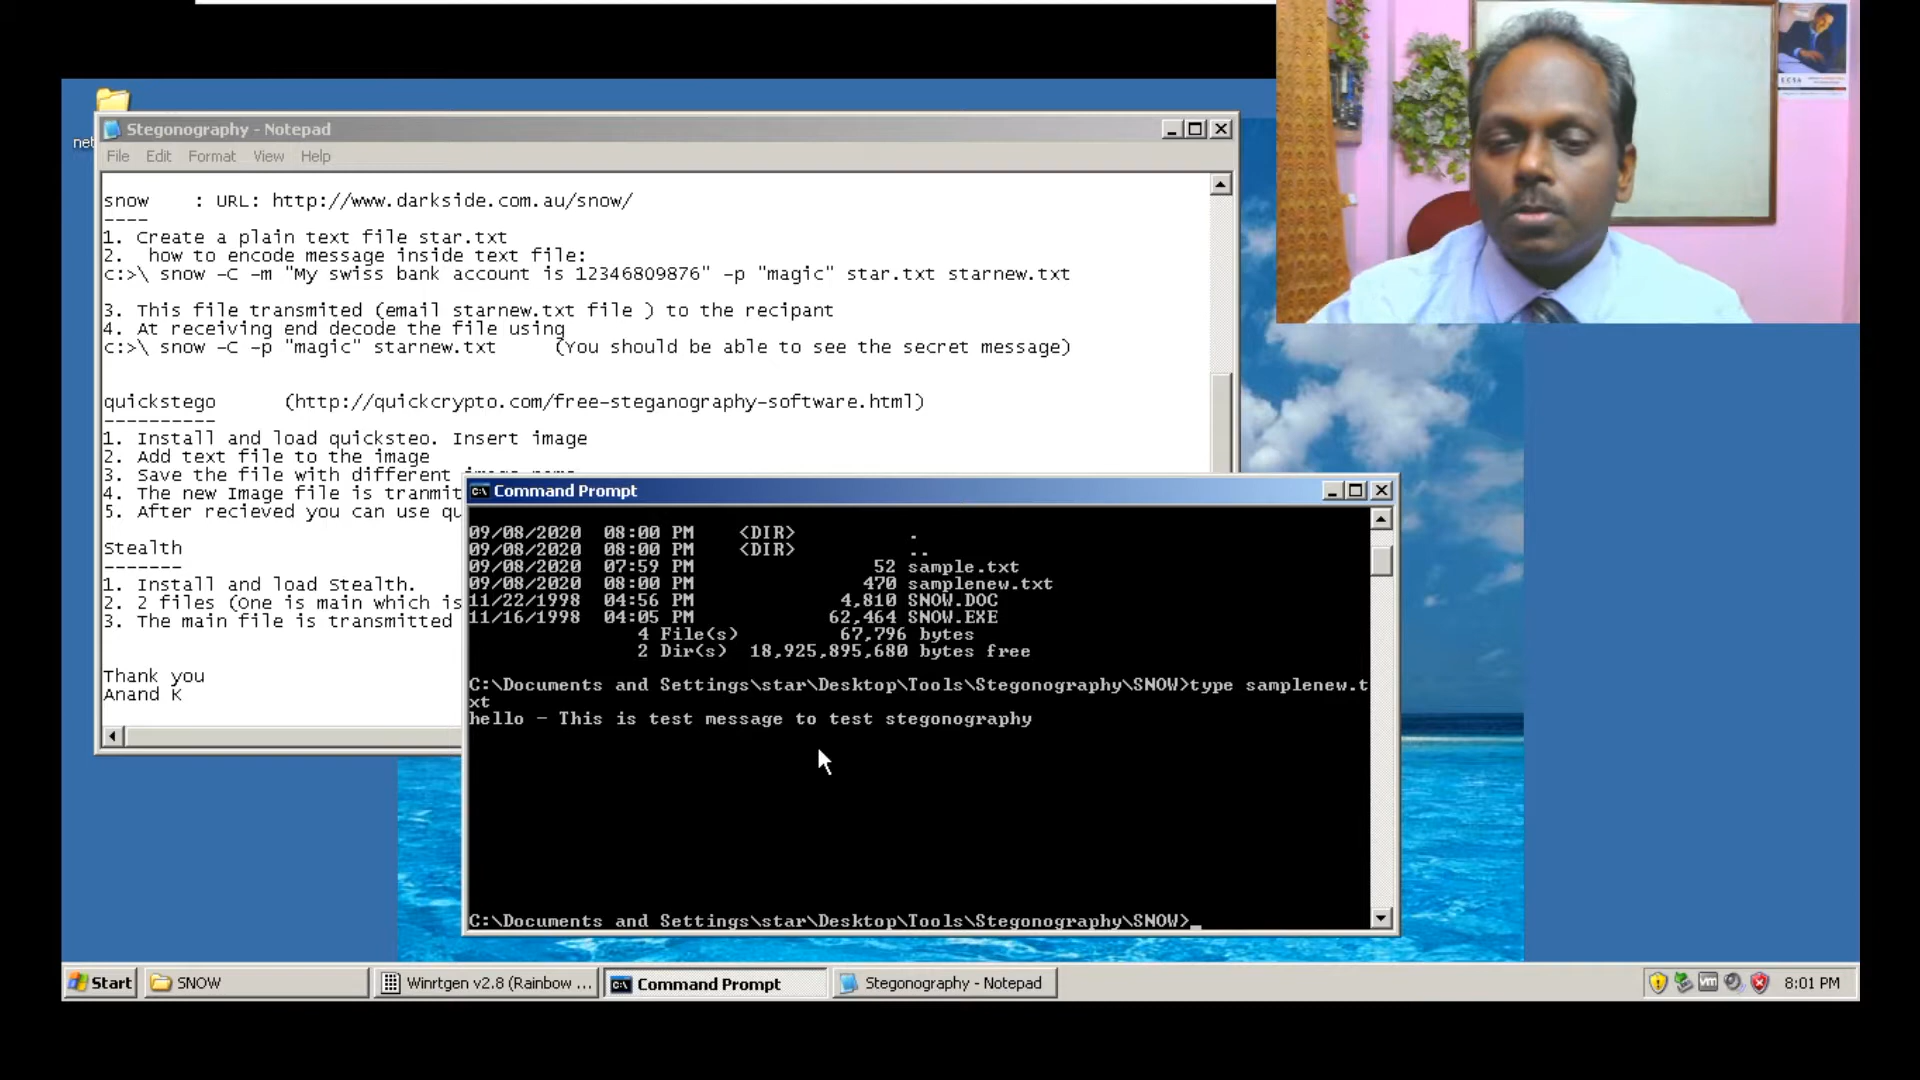 net
Stegonography - Notepad
File Edit Format View Help
snow : URL: http://www.darkside.com.au/snow/
----
1. Create a plain text file star.txt
2. how to encode message inside text file:
c:>\ snow -C -m "My swiss bank account is 12346809876" -p "magic" star.txt starnew.txt
3. This file transmited (email starnew.txt file ) to the recipant
4. At receiving end decode the file using
c:>\ snow -C -p "magic" starnew.txt (You should be able to see the secret message)
quickstego (http://quickcrypto.com/free-steganography-software.html)
----------
1. Install and load quicksteo. Insert image
2. Add text file to the image
3. Save the file with different image name
4. The new Image file is tranmit
5. After recieved you can use qu
Stealth
-------
1. Install and load Stealth.
2. 2 files (One is main which is
3. The main file is transmitted
Thank you
Anand K
Command Prompt
09/08/2020 08:00 PM <DIR> .
09/08/2020 08:00 PM <DIR> ..
09/08/2020 07:59 PM 52 sample.txt
09/08/2020 08:00 PM 470 samplenew.txt
11/22/1998 04:56 PM 4,810 SNOW.DOC
11/16/1998 04:05 PM 62,464 SNOW.EXE
4 File(s) 67,796 bytes
2 Dir(s) 18,925,895,680 bytes free
C:\Documents and Settings\star\Desktop\Tools\Stegonography\SNOW>type samplenew.t
xt
hello - This is test message to test stegonography
C:\Documents and Settings\star\Desktop\Tools\Stegonography\SNOW>_
ECSA
Start
SNOW
Winrtgen v2.8 (Rainbow ...
Command Prompt
Stegonography - Notepad
8:01 PM